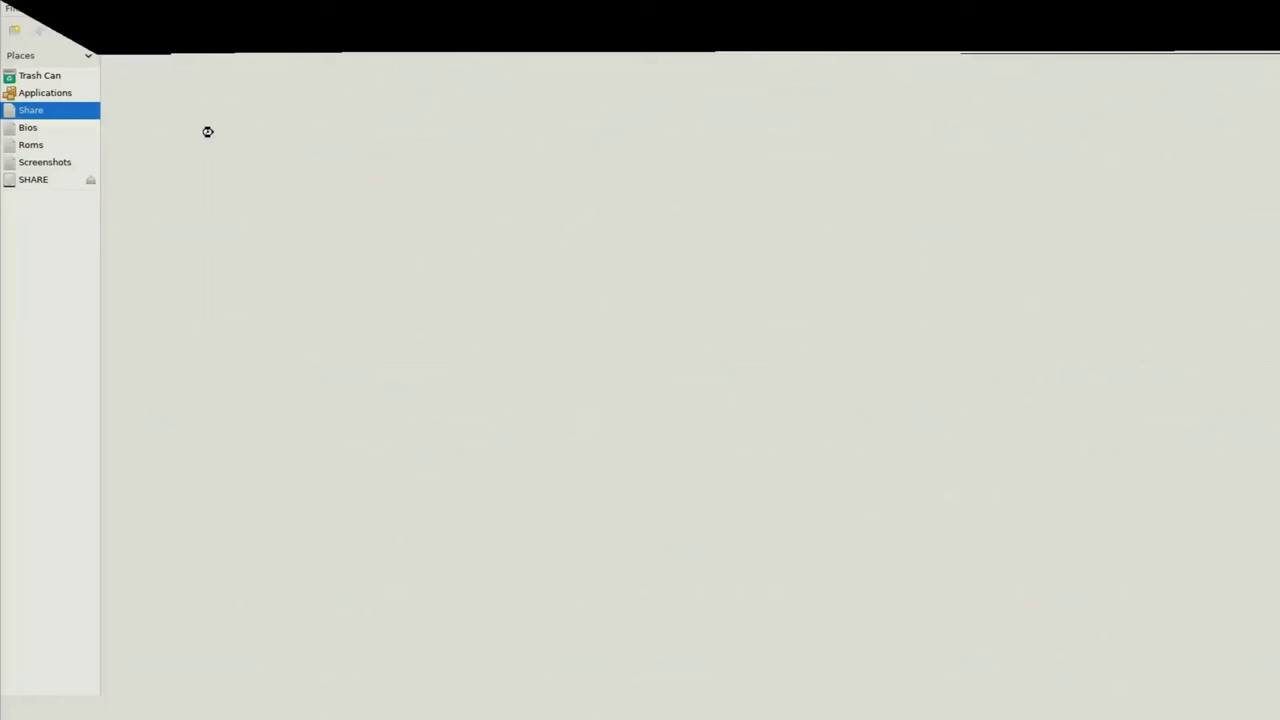 Places
Trash Can
Applications
Share
Bios
Roms
Screenshots
SHARE